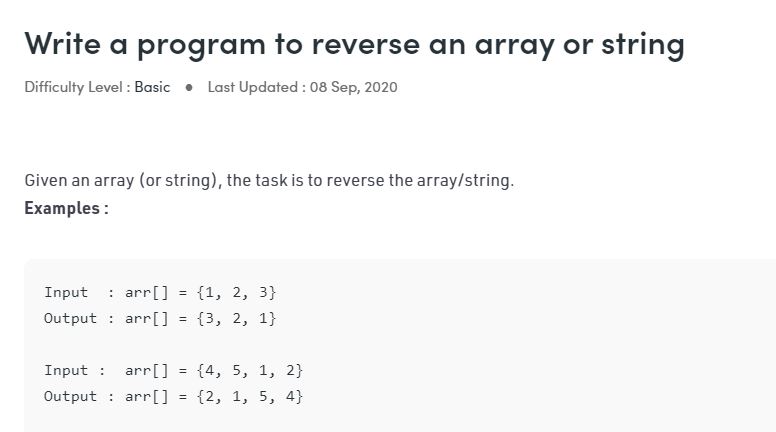 Write a program to reverse an array or string
Difficulty Level : Basic ● Last Updated : 08 Sep, 2020
Given an array (or string), the task is to reverse the array/string.
Examples :
Input  : arr[] = {1, 2, 3}
Output : arr[] = {3, 2, 1}
Input :  arr[] = {4, 5, 1, 2}
Output : arr[] = {2, 1, 5, 4}